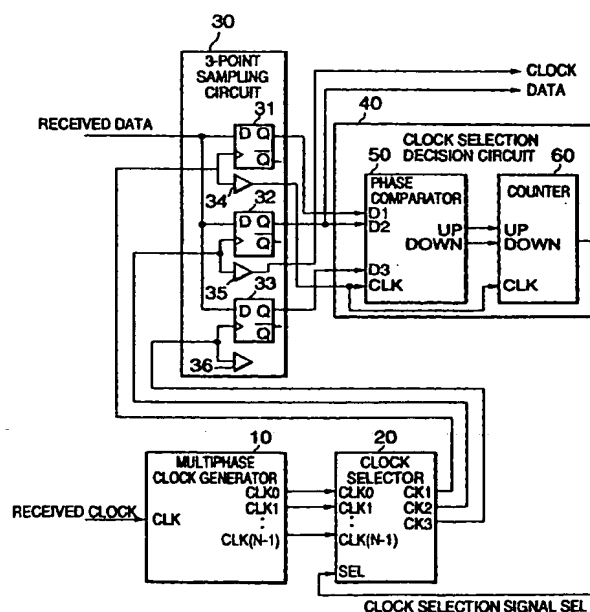 30
3-POINT
SAMPLING
CIRCUIT
31
RECEIVED DATA
D Q
Q
34
32
D Q
Q
35
33
D Q
Q
36
CLOCK
DATA
40
CLOCK SELECTION
DECISION CIRCUIT
50
60
PHASE
COMPARATOR
COUNTER
D1
D2
UP
UP
DOWN
DOWN
D3
CLK
CLK
10
20
MULTIPHASE
CLOCK GENERATOR
CLOCK
SELECTOR
CLK0
CLK0
CK1
CLK1
CLK1
CK2
CK3
RECEIVED CLOCK
CLK
CLK(N-1)
CLK(N-1)
SEL
CLOCK SELECTION SIGNAL SEL